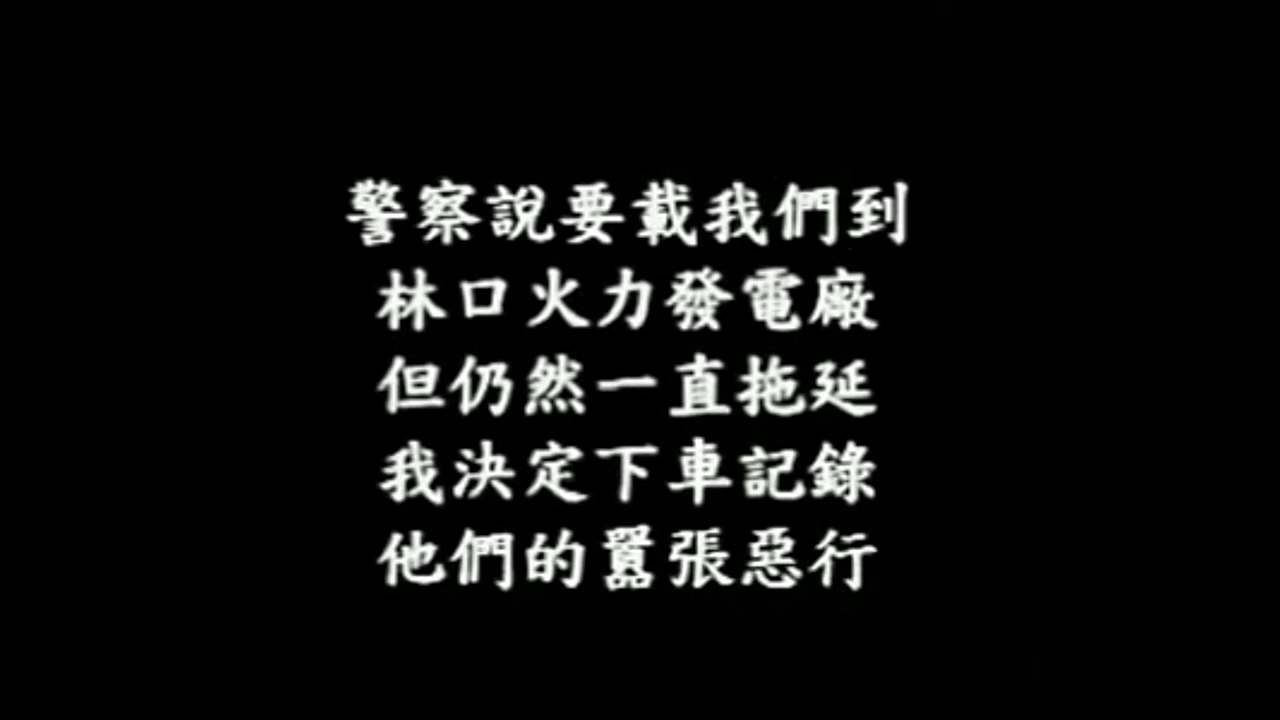 警察說要載我們到
林口火力發電廠
但仍然一直拖延
我決定下車記錄
他們的囂張惡行